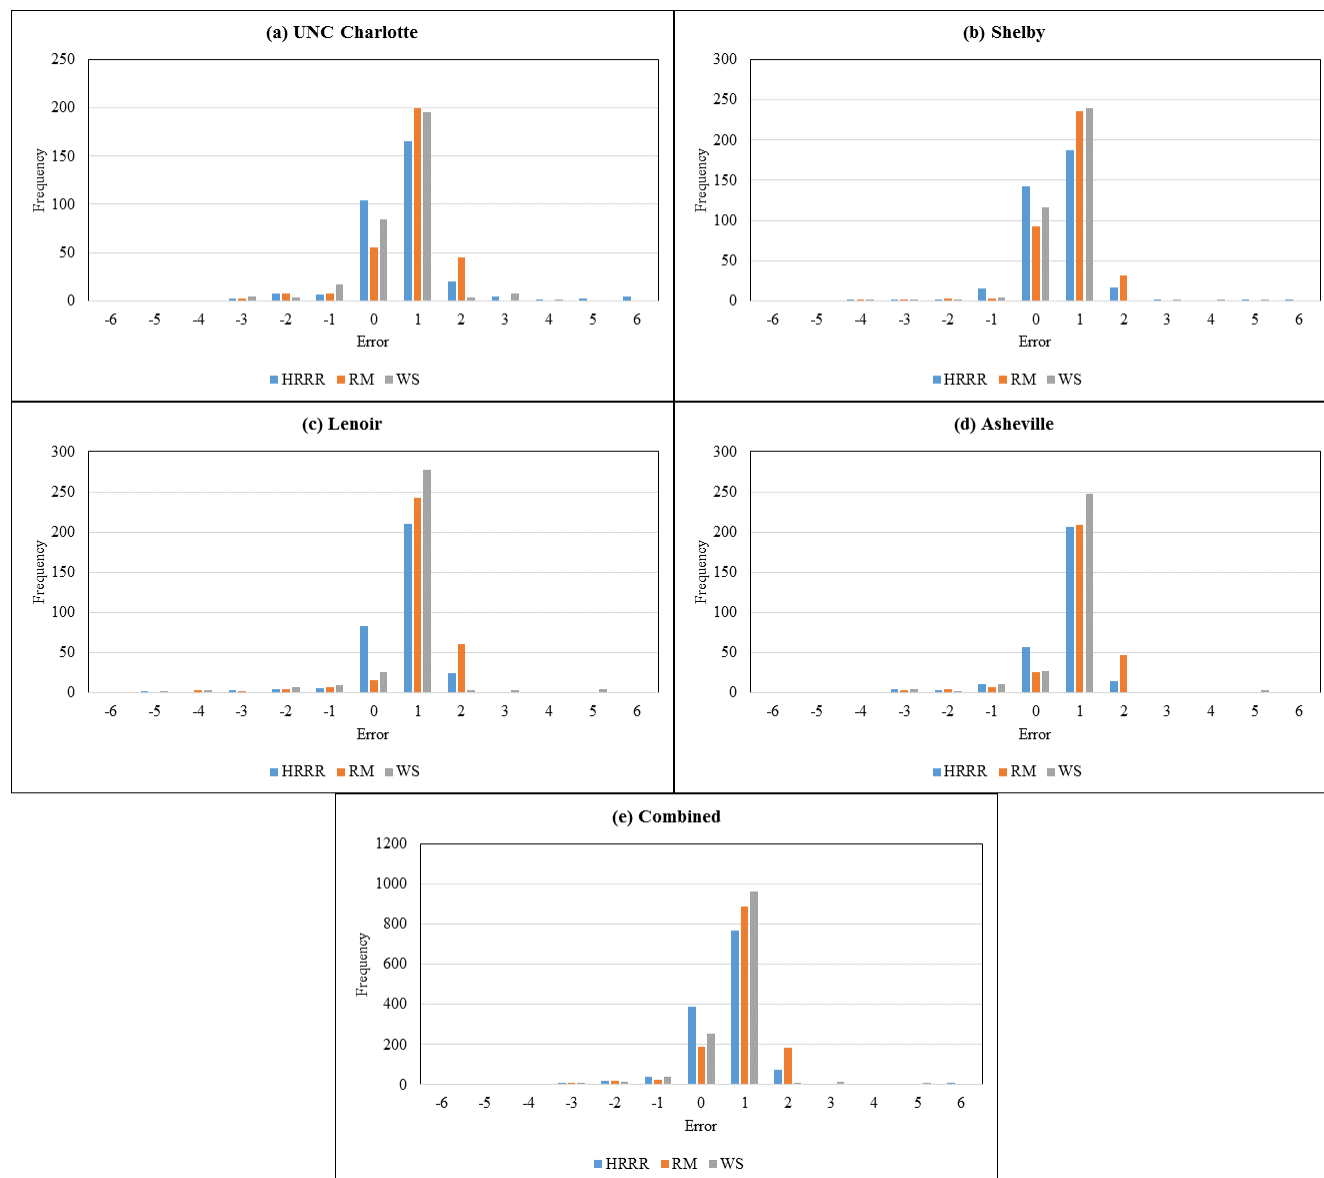 (a) UNC Charlotte
250
200
150
100
50
0
Frequency
-6 -5 -4 -3 -2 -1 0 1 2 3 4 5 6
Error
HRRR RM WS
(b) Shelby
300
250
200
150
100
50
0
Frequency
-6 -5 -4 -3 -2 -1 0 1 2 3 4 5 6
Error
HRRR RM WS
(c) Lenoir
300
250
200
150
100
50
0
Frequency
-6 -5 -4 -3 -2 -1 0 1 2 3 4 5 6
Error
HRRR RM WS
(d) Asheville
300
250
200
150
100
50
0
Frequency
-6 -5 -4 -3 -2 -1 0 1 2 3 4 5 6
Error
HRRR RM WS
(e) Combined
1200
1000
800
600
400
200
0
Frequency
-6 -5 -4 -3 -2 -1 0 1 2 3 4 5 6
Error
HRRR RM WS